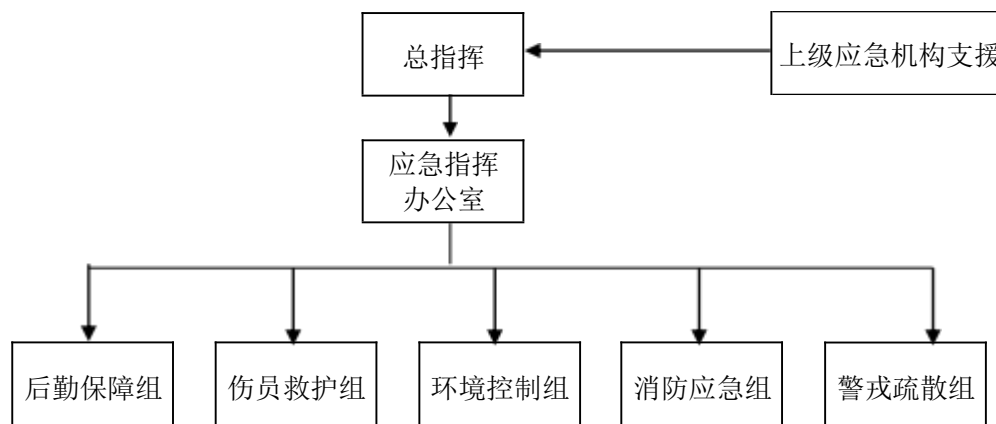 总指挥
上级应急机构支援
应急指挥
办公室
后勤保障组
伤员救护组
环境控制组
消防应急组
警戒疏散组